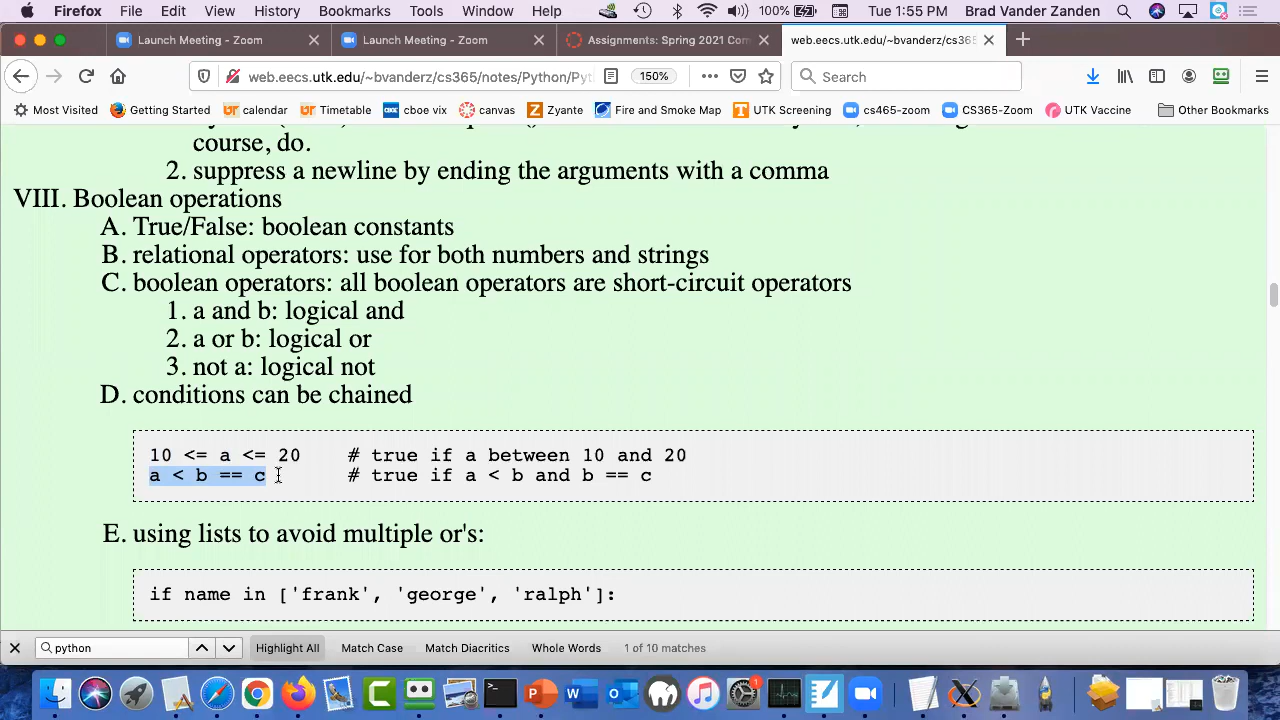 Firefox File Edit View History Bookmarks Tools Window Help 100% Tue 1:55 PM Brad Vander Zanden
Launch Meeting - Zoom Launch Meeting - Zoom Assignments: Spring 2021 Com web.eecs.utk.edu/~bvanderz/cs365
web.eecs.utk.edu/~bvanderz/cs365/notes/Python/Pyt 150% Search
Most Visited Getting Started calendar Timetable cboe vix canvas Zyante Fire and Smoke Map UTK Screening cs465-zoom CS365-Zoom UTK Vaccine Other Bookmarks
course, do.
2. suppress a newline by ending the arguments with a comma
VIII. Boolean operations
A. True/False: boolean constants
B. relational operators: use for both numbers and strings
C. boolean operators: all boolean operators are short-circuit operators
1. a and b: logical and
2. a or b: logical or
3. not a: logical not
D. conditions can be chained
10 <= a <= 20 # true if a between 10 and 20
a < b == c # true if a < b and b == c
E. using lists to avoid multiple or's:
if name in ['frank', 'george', 'ralph']:
python Highlight All Match Case Match Diacritics Whole Words 1 of 10 matches